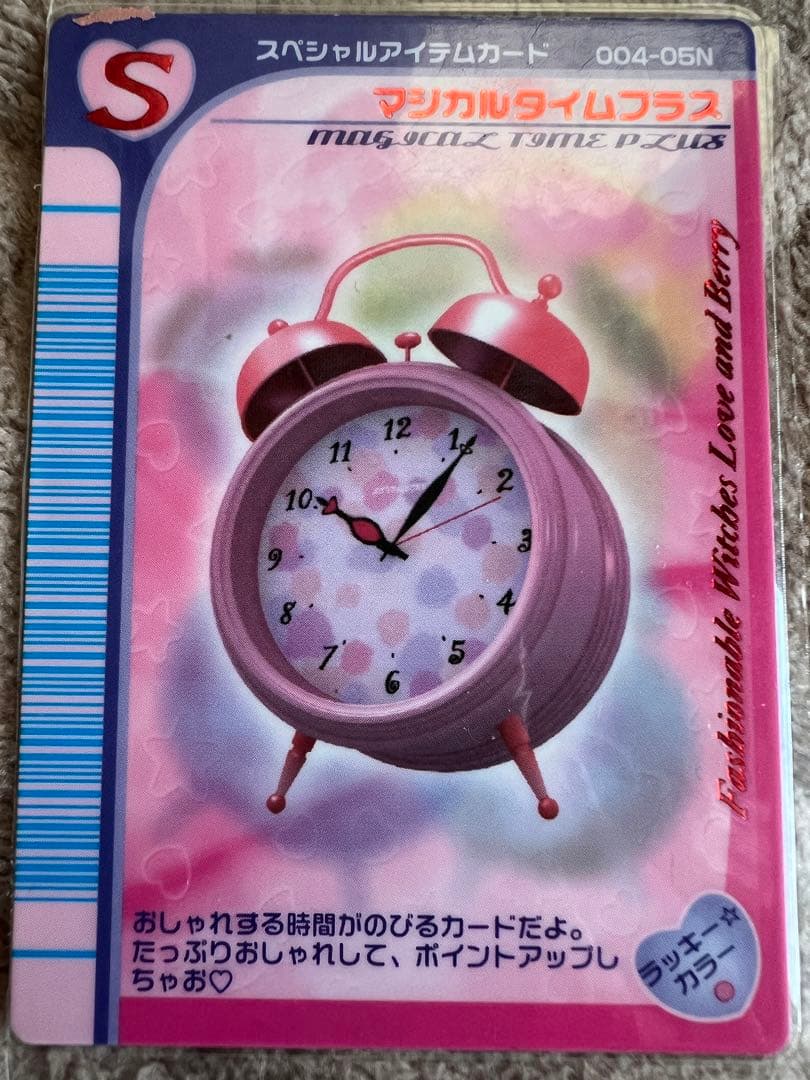 S
スペシャルアイテムカード 004-05N
マジカルタイムプラス
MAGICAL TIME PLUS
Fashionable Witches Love and Berry
12
1
2
3
4
5
6
7
8
9
10
11
おしゃれする時間がのびるカードだよ。
たっぷりおしゃれして、ポイントアップし
ちゃお♡
ラッキー☆
カラー